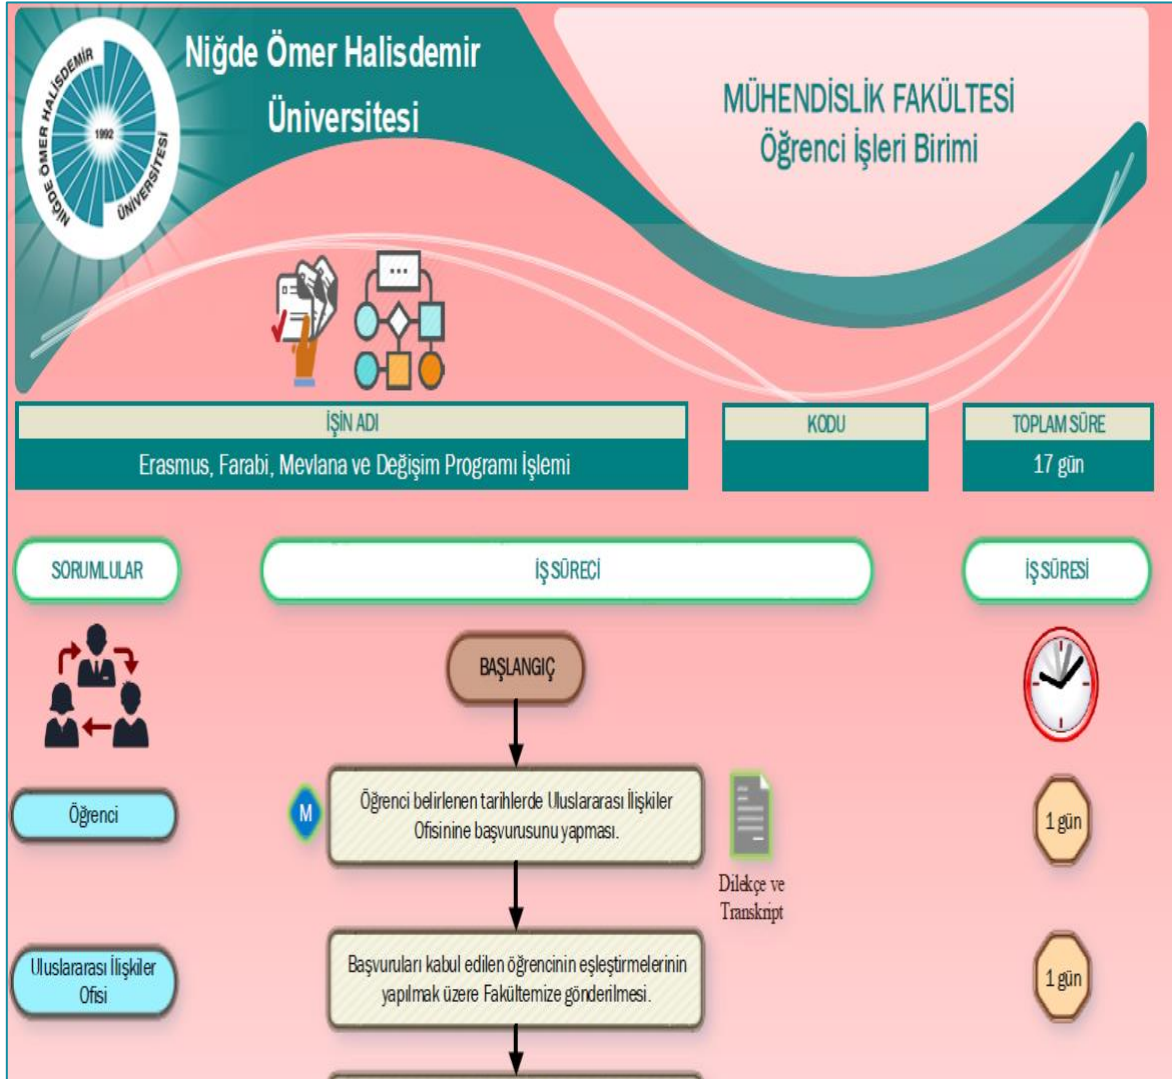 NİĞDE ÖMER HALİSDEMİR
ÜNİVERSİTESİ
1992
Niğde Ömer Halisdemir
Üniversitesi
MÜHENDİSLİK FAKÜLTESİ
Öğrenci İşleri Birimi
...
İŞİN ADI
Erasmus, Farabi, Mevlana ve Değişim Programı İşlemi
KODU
TOPLAM SÜRE
17 gün
SORUMLULAR
İŞ SÜRECİ
İŞ SÜRESİ
BAŞLANGIÇ
Öğrenci
M
Öğrenci belirlenen tarihlerde Uluslararası İlişkiler
Ofisinine başvurusunu yapması.
Dilekçe ve
Transkript
1 gün
Uluslararası İlişkiler
Ofisi
Başvuruları kabul edilen öğrencinin eşleştirmelerinin
yapılmak üzere Fakültemize gönderilmesi.
1 gün